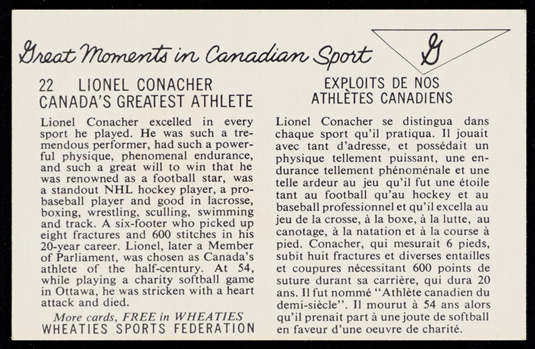 Great Moments in Canadian Sport
G
22 LIONEL CONACHER
CANADA'S GREATEST ATHLETE
Lionel Conacher excelled in every
sport he played. He was such a tre-
mendous performer, had such a power-
ful physique, phenomenal endurance,
and such a great will to win that he
was renowned as a football star, was
a standout NHL hockey player, a pro-
baseball player and good in lacrosse,
boxing, wrestling, sculling, swimming
and track. A six-footer who picked up
eight fractures and 600 stitches in his
20-year career. Lionel, later a Member
of Parliament, was chosen as Canada's
athlete of the half-century. At 54,
while playing a charity softball game
in Ottawa, he was stricken with a heart
attack and died.
More cards, FREE in WHEATIES
WHEATIES SPORTS FEDERATION
EXPLOITS DE NOS
ATHLÈTES CANADIENS
Lionel Conacher se distingua dans
chaque sport qu'il pratiqua. Il jouait
avec tant d'adresse, et possédait un
physique tellement puissant, une en-
durance tellement phénoménale et une
telle ardeur au jeu qu'il fut une étoile
tant au football qu'au hockey et au
baseball professionnel et qu'il excella au
jeu de la crosse, à la boxe, à la lutte, au
canotage, à la natation et à la course à
pied. Conacher, qui mesurait 6 pieds,
subit huit fractures et diverses entailles
et coupures nécessitant 600 points de
suture durant sa carrière, qui dura 20
ans. Il fut nommé "Athlète canadien du
demi-siècle". Il mourut à 54 ans alors
qu'il prenait part à une joute de softball
en faveur d'une oeuvre de charité.